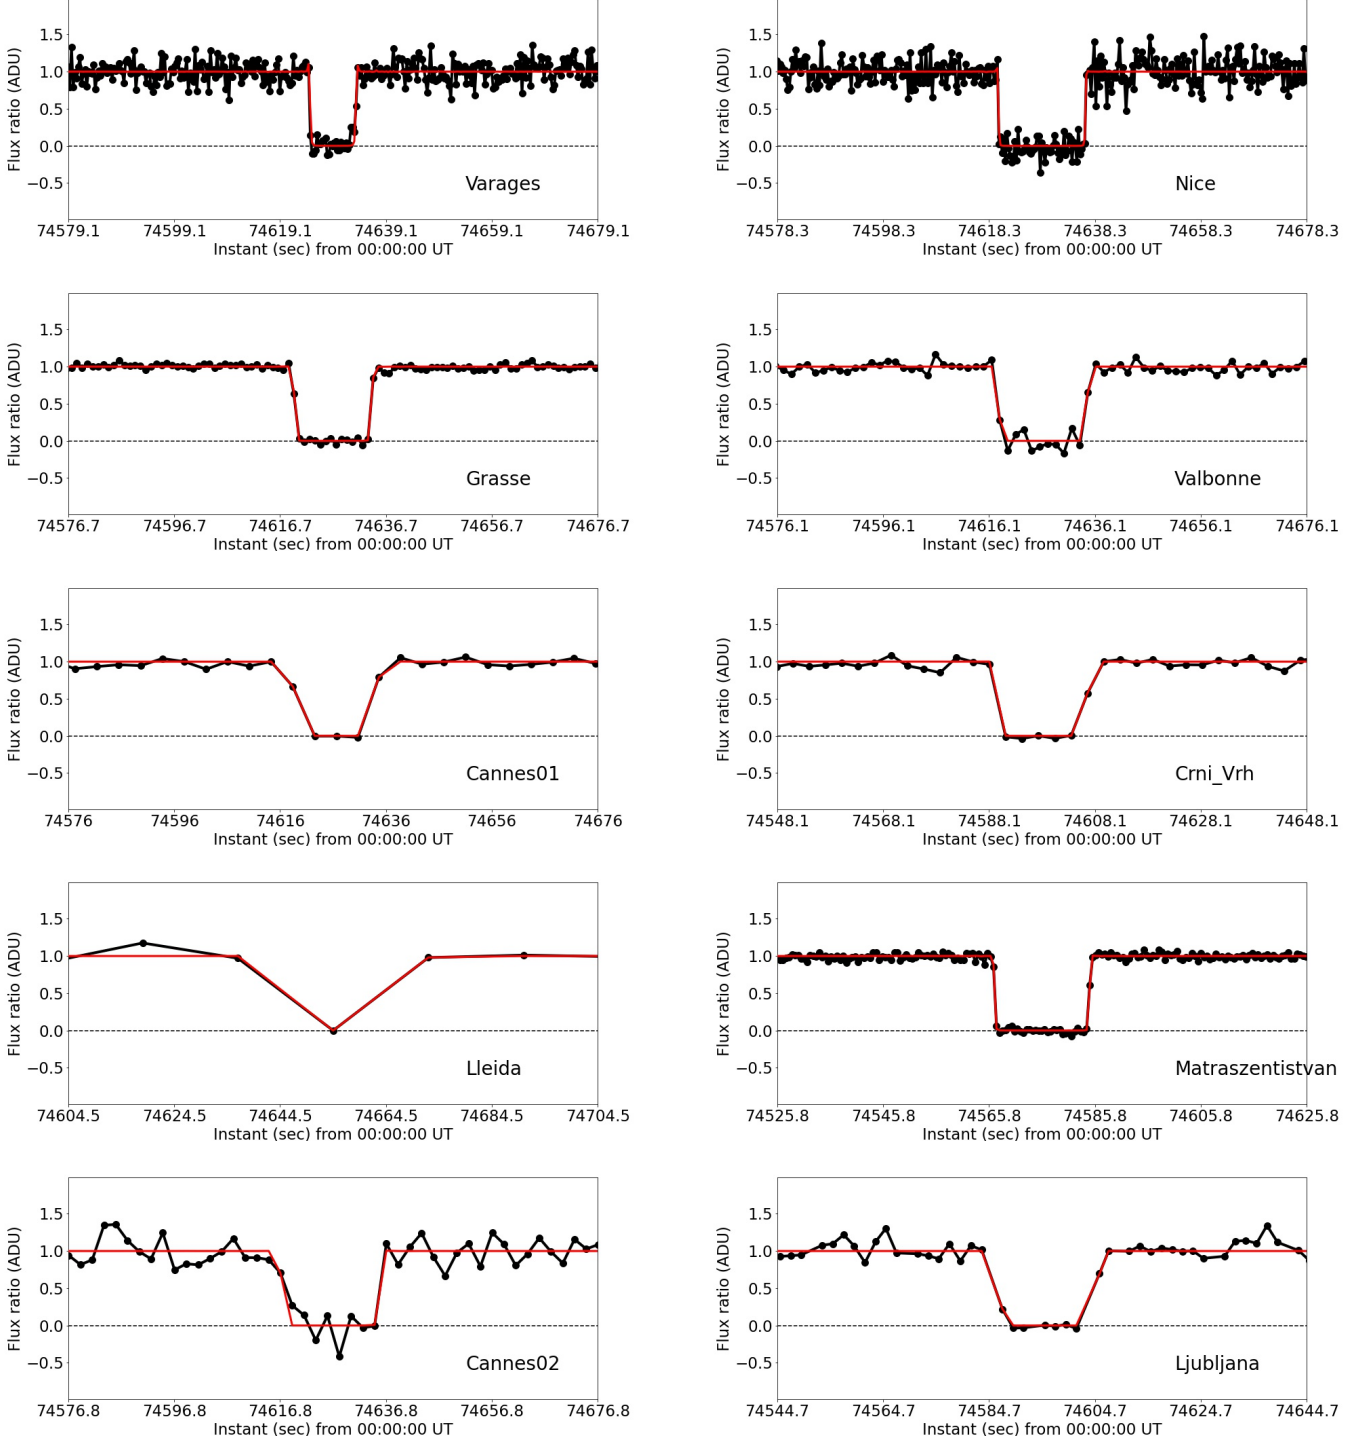 1.5
1.0
0.5
0.0
−0.5
Flux ratio (ADU)
Varages
74579.1 74599.1 74619.1 74639.1 74659.1 74679.1
Instant (sec) from 00:00:00 UT
1.5
1.0
0.5
0.0
−0.5
Flux ratio (ADU)
Nice
74578.3 74598.3 74618.3 74638.3 74658.3 74678.3
Instant (sec) from 00:00:00 UT
1.5
1.0
0.5
0.0
−0.5
Flux ratio (ADU)
Grasse
74576.7 74596.7 74616.7 74636.7 74656.7 74676.7
Instant (sec) from 00:00:00 UT
1.5
1.0
0.5
0.0
−0.5
Flux ratio (ADU)
Valbonne
74576.1 74596.1 74616.1 74636.1 74656.1 74676.1
Instant (sec) from 00:00:00 UT
1.5
1.0
0.5
0.0
−0.5
Flux ratio (ADU)
Cannes01
74576 74596 74616 74636 74656 74676
Instant (sec) from 00:00:00 UT
1.5
1.0
0.5
0.0
−0.5
Flux ratio (ADU)
Crni_Vrh
74548.1 74568.1 74588.1 74608.1 74628.1 74648.1
Instant (sec) from 00:00:00 UT
1.5
1.0
0.5
0.0
−0.5
Flux ratio (ADU)
Lleida
74604.5 74624.5 74644.5 74664.5 74684.5 74704.5
Instant (sec) from 00:00:00 UT
1.5
1.0
0.5
0.0
−0.5
Flux ratio (ADU)
Matraszentistvan
74525.8 74545.8 74565.8 74585.8 74605.8 74625.8
Instant (sec) from 00:00:00 UT
1.5
1.0
0.5
0.0
−0.5
Flux ratio (ADU)
Cannes02
74576.8 74596.8 74616.8 74636.8 74656.8 74676.8
Instant (sec) from 00:00:00 UT
1.5
1.0
0.5
0.0
−0.5
Flux ratio (ADU)
Ljubljana
74544.7 74564.7 74584.7 74604.7 74624.7 74644.7
Instant (sec) from 00:00:00 UT